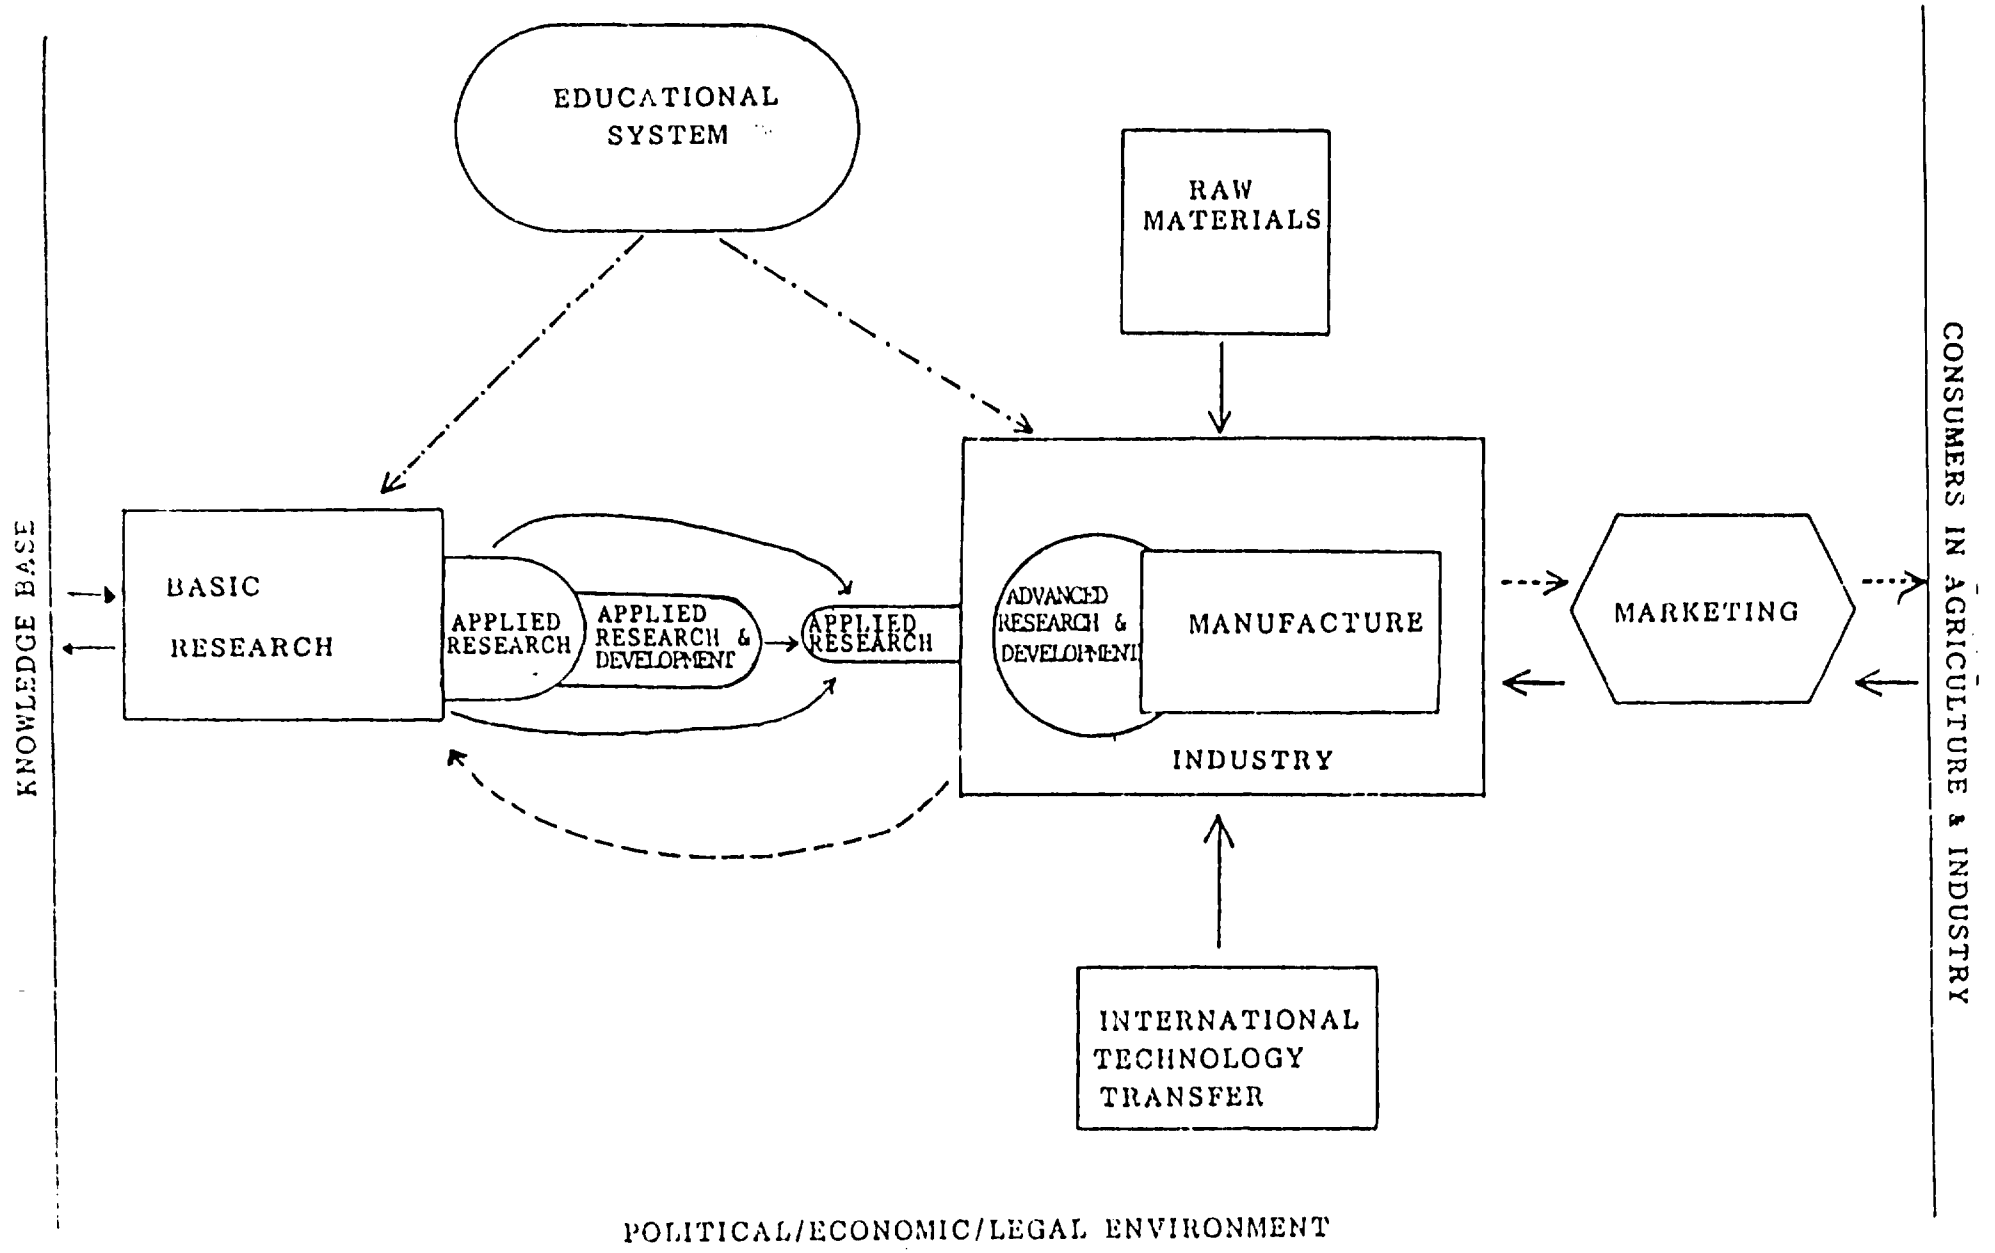 EDUCATIONAL
SYSTEM
RAW
MATERIALS
KNOWLEDGE BASE
BASIC
RESEARCH
APPLIED
RESEARCH
APPLIED
RESEARCH &
DEVELOPMENT
APPLIED
RESEARCH
ADVANCED
RESEARCH &
DEVELOPMENT
MANUFACTURE
INDUSTRY
MARKETING
CONSUMERS IN AGRICULTURE & INDUSTRY
INTERNATIONAL
TECHNOLOGY
TRANSFER
POLITICAL/ECONOMIC/LEGAL ENVIRONMENT